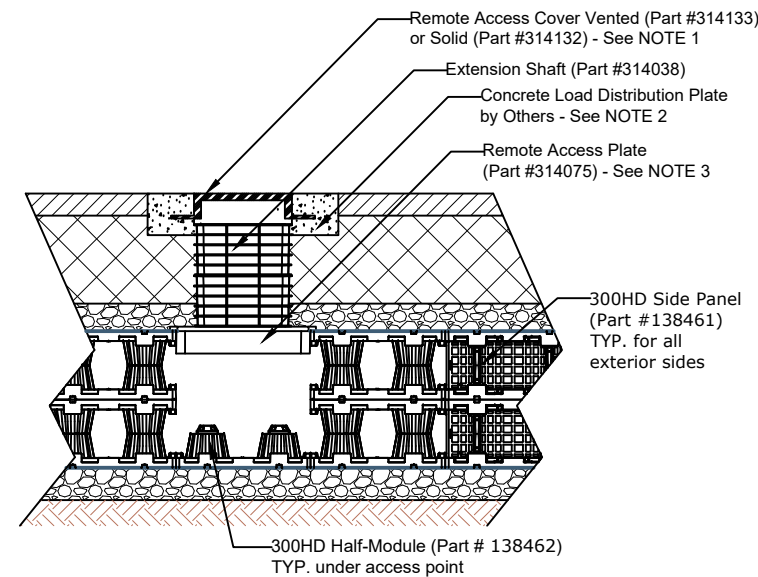 Remote Access Cover Vented (Part #314133)
or Solid (Part #314132) - See NOTE 1
Extension Shaft (Part #314038)
Concrete Load Distribution Plate
by Others - See NOTE 2
Remote Access Plate
(Part #314075) - See NOTE 3
300HD Side Panel
(Part #138461)
TYP. for all
exterior sides
300HD Half-Module (Part # 138462)
TYP. under access point